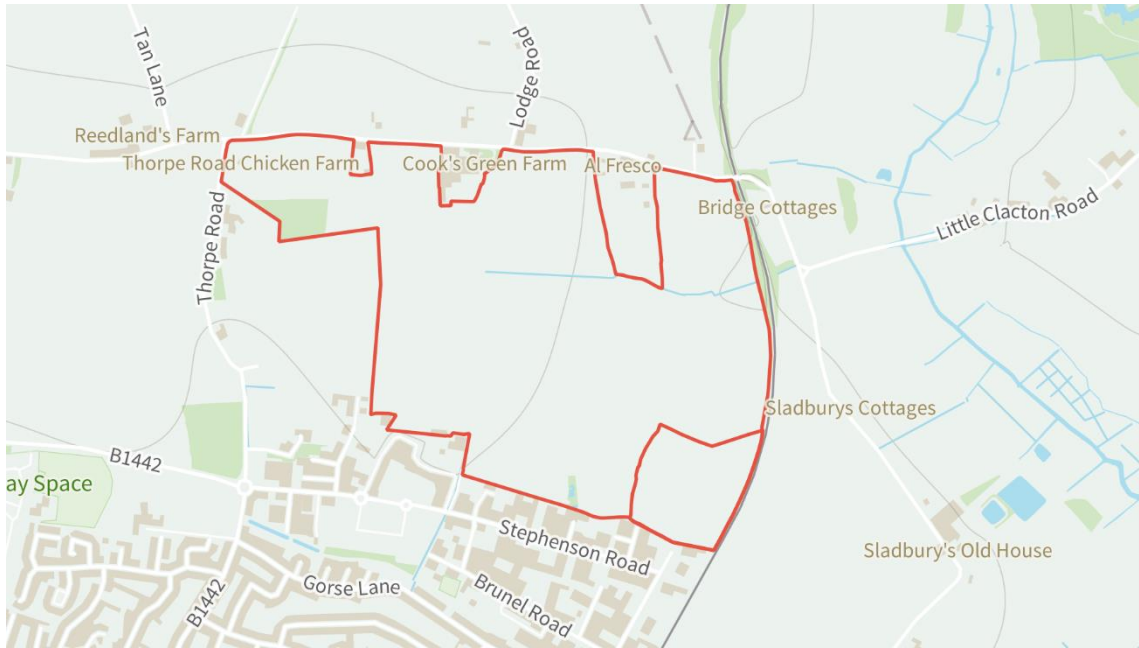 Tan Lane
Lodge Road
Reedland's Farm
Thorpe Road Chicken Farm
Cook's Green Farm
Al Fresco
Bridge Cottages
Little Clacton Road
Thorpe Road
Sladburys Cottages
B1442
ay Space
Stephenson Road
Sladbury's Old House
Gorse Lane
Brunel Road
B1442